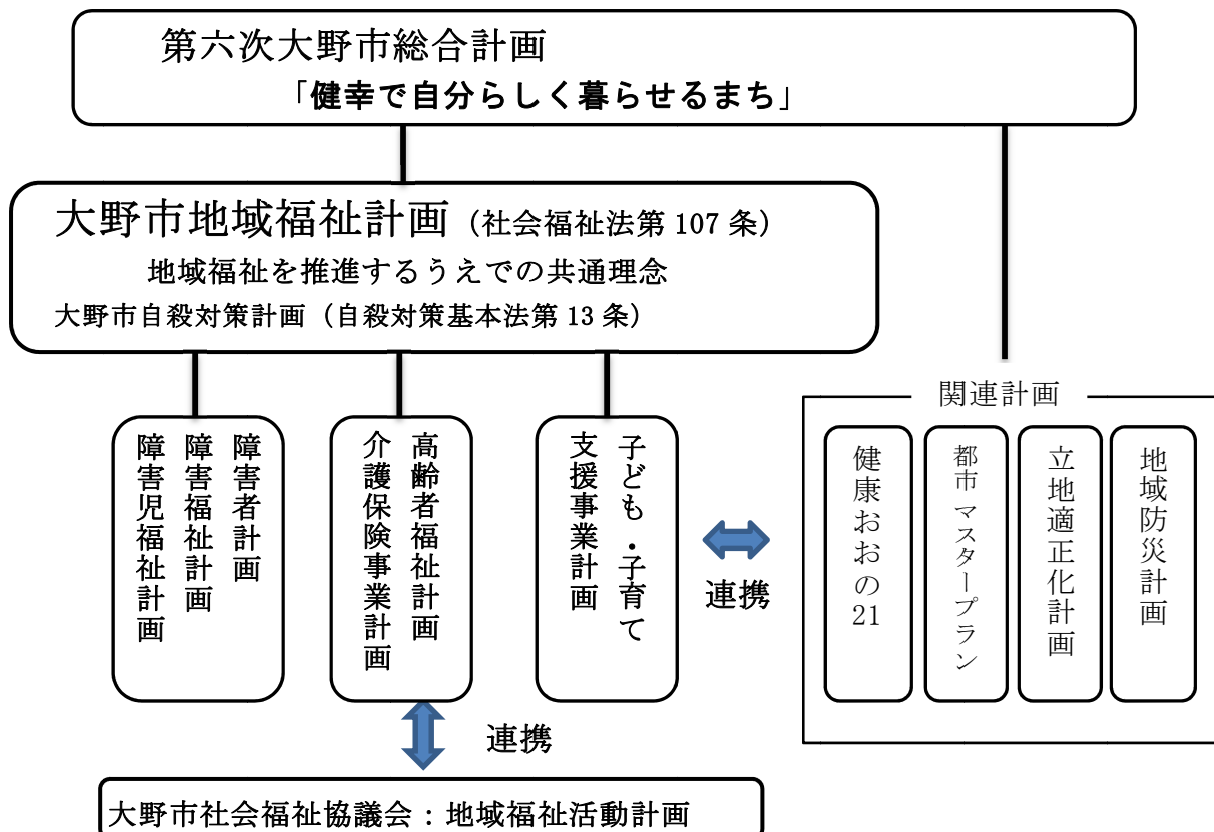 第六次大野市総合計画
「健幸で自分らしく暮らせるまち」
大野市地域福祉計画（社会福祉法第 107 条）
地域福祉を推進するうえでの共通理念
大野市自殺対策計画（自殺対策基本法第 13 条）
障害者計画
障害福祉計画
障害児福祉計画
高齢者福祉計画
介護保険事業計画
子ども・子育て
支援事業計画
連携
関連計画
健康おおの21
都市マスタープラン
立地適正化計画
地域防災計画
連携
大野市社会福祉協議会：地域福祉活動計画